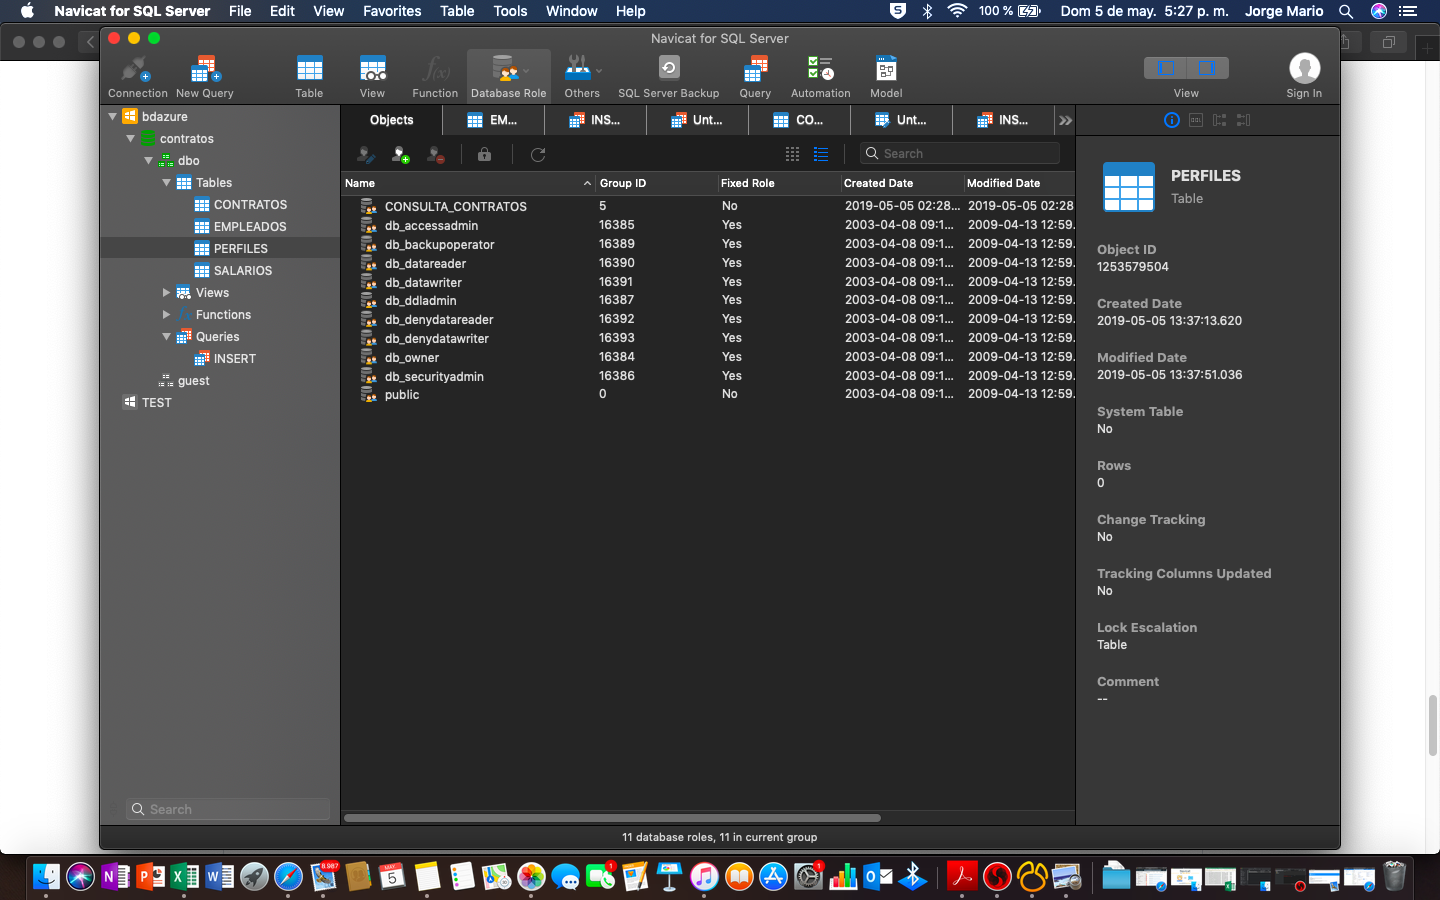 Navicat for SQL Server File Edit View Favorites Table Tools Window Help 100 % Dom 5 de may. 5:27 p. m. Jorge Mario
Navicat for SQL Server
Connection New Query Table View Function Database Role Others SQL Server Backup Query Automation Model View Sign In
bdazure
contratos
dbo
Tables
CONTRATOS
EMPLEADOS
PERFILES
SALARIOS
Views
Functions
Queries
INSERT
guest
TEST
Search
Objects EM... INS... Unt... CO... Unt... INS...
Search
Name Group ID Fixed Role Created Date Modified Date
CONSULTA_CONTRATOS 5 No 2019-05-05 02:28... 2019-05-05 02:28
db_accessadmin 16385 Yes 2003-04-08 09:1... 2009-04-13 12:59.
db_backupoperator 16389 Yes 2003-04-08 09:1... 2009-04-13 12:59.
db_datareader 16390 Yes 2003-04-08 09:1... 2009-04-13 12:59.
db_datawriter 16391 Yes 2003-04-08 09:1... 2009-04-13 12:59.
db_ddladmin 16387 Yes 2003-04-08 09:1... 2009-04-13 12:59.
db_denydatareader 16392 Yes 2003-04-08 09:1... 2009-04-13 12:59.
db_denydatawriter 16393 Yes 2003-04-08 09:1... 2009-04-13 12:59.
db_owner 16384 Yes 2003-04-08 09:1... 2009-04-13 12:59.
db_securityadmin 16386 Yes 2003-04-08 09:1... 2009-04-13 12:59.
public 0 No 2003-04-08 09:1... 2009-04-13 12:59.
PERFILES
Table
Object ID
1253579504
Created Date
2019-05-05 13:37:13.620
Modified Date
2019-05-05 13:37:51.036
System Table
No
Rows
0
Change Tracking
No
Tracking Columns Updated
No
Lock Escalation
Table
Comment
--
11 database roles, 11 in current group
8.987
5
1
1